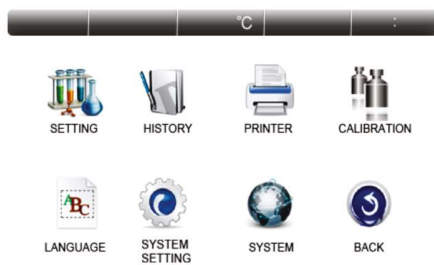 °C :
SETTING HISTORY PRINTER CALIBRATION
ABC
LANGUAGE SYSTEM SETTING SYSTEM BACK